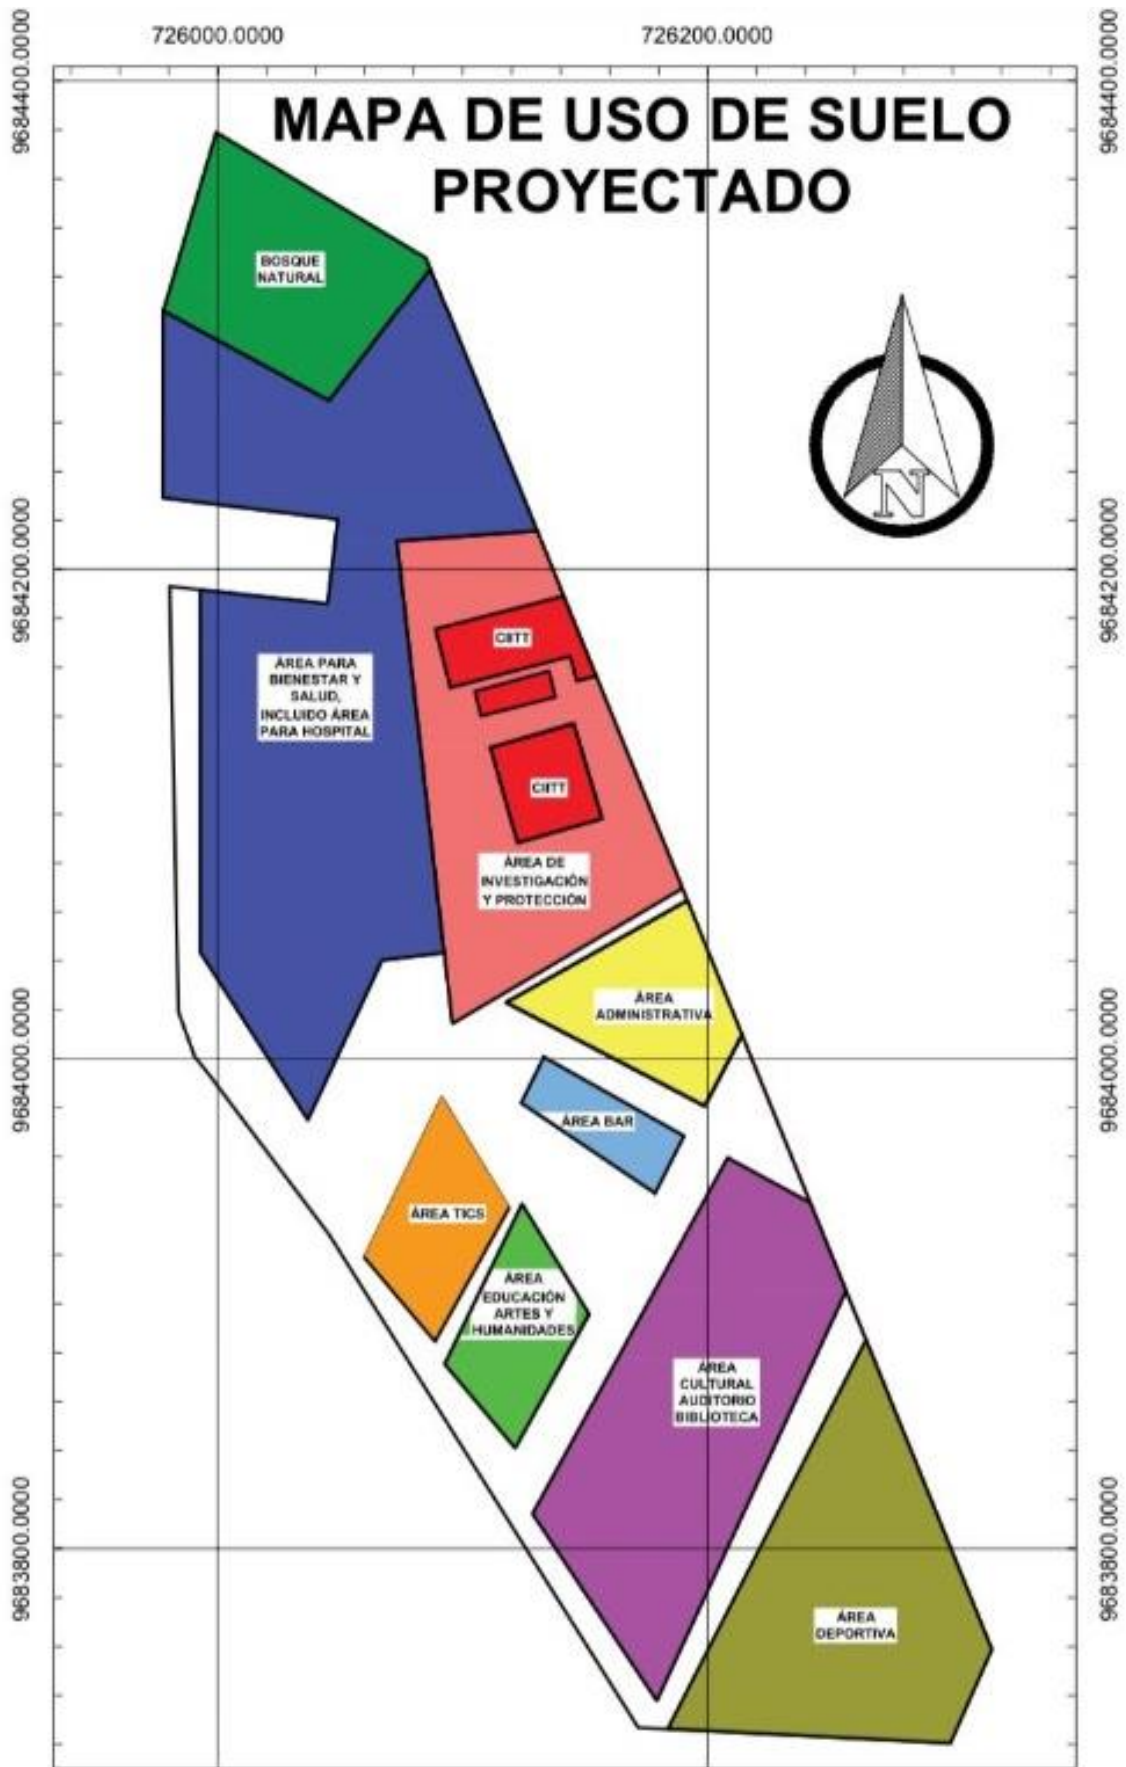 726000.0000
726200.0000
9684400.0000
9684400.0000
MAPA DE USO DE SUELO
PROYECTADO
BOSQUE
NATURAL
N
9684200.0000
9684200.0000
CIITT
ÁREA PARA
BIENESTAR Y
SALUD,
INCLUIDO ÁREA
PARA HOSPITAL
CIITT
ÁREA DE
INVESTIGACIÓN
Y PROTECCIÓN
ÁREA
ADMINISTRATIVA
9684000.0000
9684000.0000
ÁREA BAR
ÁREA TICS
ÁREA
EDUCACIÓN
ARTES Y
HUMANIDADES
ÁREA
CULTURAL
AUDITORIO
BIBLIOTECA
9683800.0000
9683800.0000
ÁREA
DEPORTIVA